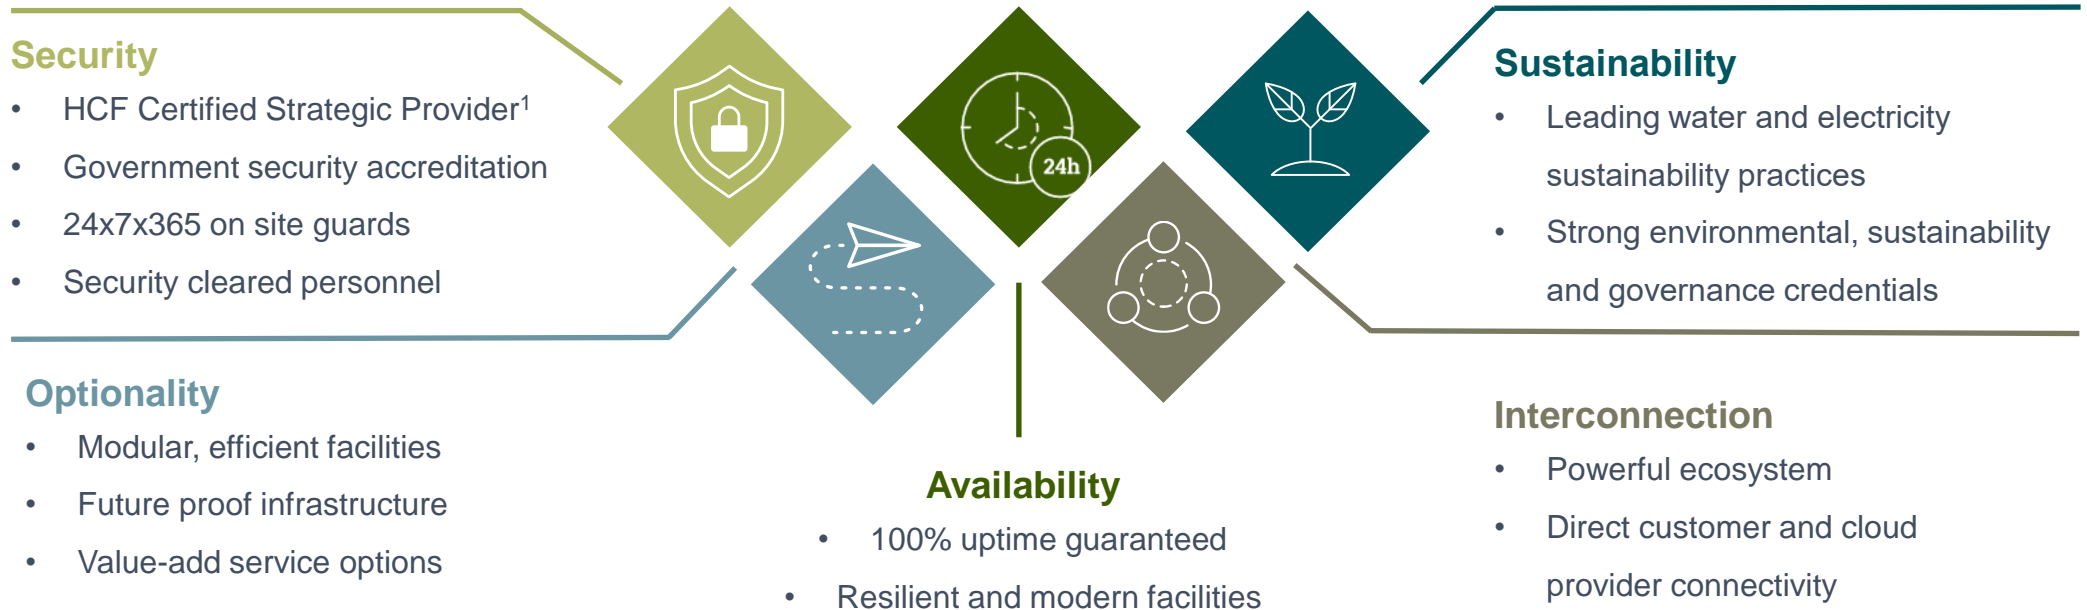 Security
• HCF Certified Strategic Provider¹
• Government security accreditation
• 24x7x365 on site guards
• Security cleared personnel
Optionality
• Modular, efficient facilities
• Future proof infrastructure
• Value-add service options
24h
Availability
• 100% uptime guaranteed
• Resilient and modern facilities
Sustainability
• Leading water and electricity
sustainability practices
• Strong environmental, sustainability
and governance credentials
Interconnection
• Powerful ecosystem
• Direct customer and cloud
provider connectivity